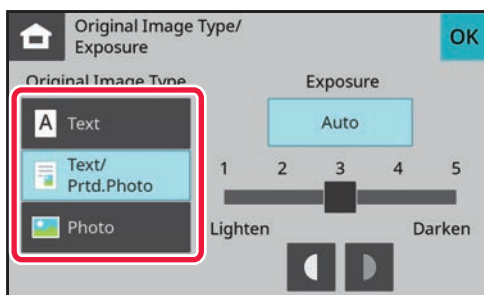 Original Image Type/
Exposure
OK
Original Image Type
Exposure
A Text
Text/
Prtd.Photo
Photo
Auto
1 2 3 4 5
Lighten Darken